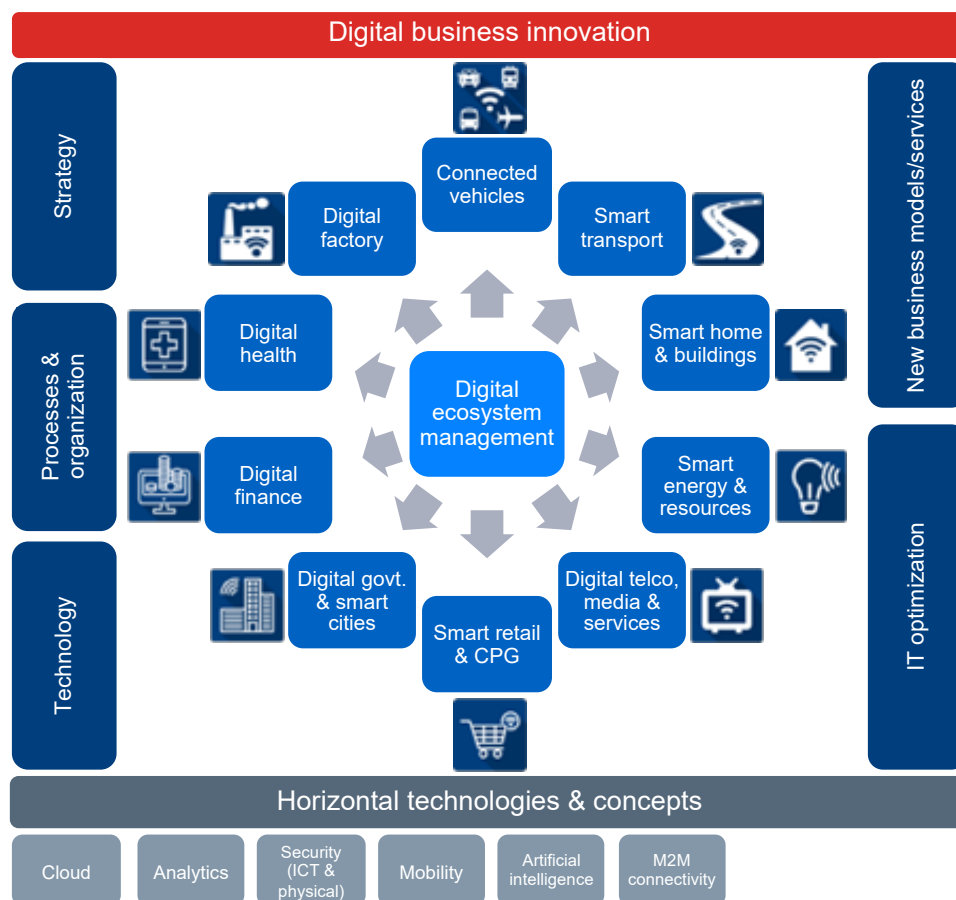 Digital business innovation
Strategy
Processes &
organization
Technology
New business models/services
IT optimization
Connected
vehicles
Digital
factory
Smart
transport
Digital
health
Smart home
& buildings
Digital
ecosystem
management
Digital
finance
Smart
energy &
resources
Digital govt.
& smart
cities
Digital telco,
media &
services
Smart retail
& CPG
Horizontal technologies & concepts
Cloud
Analytics
Security
(ICT &
physical)
Mobility
Artificial
intelligence
M2M
connectivity